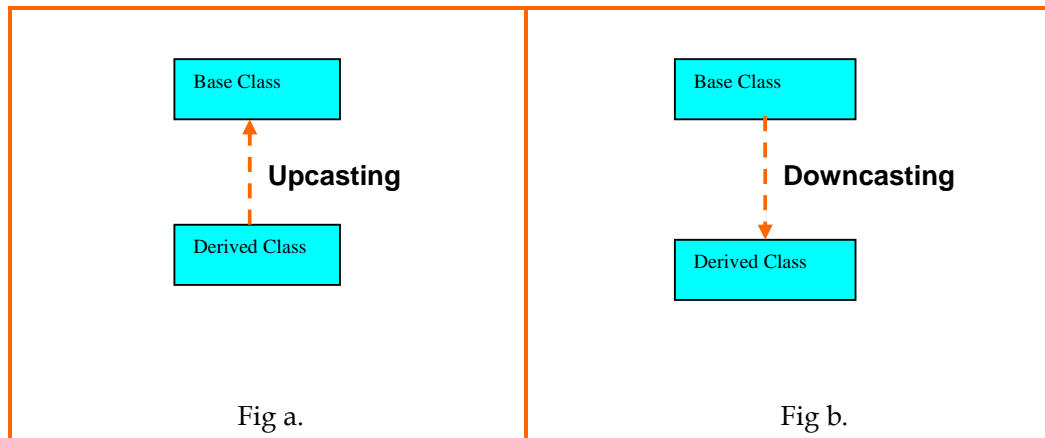 Base Class
Upcasting
Derived Class
Fig a.
Base Class
Downcasting
Derived Class
Fig b.